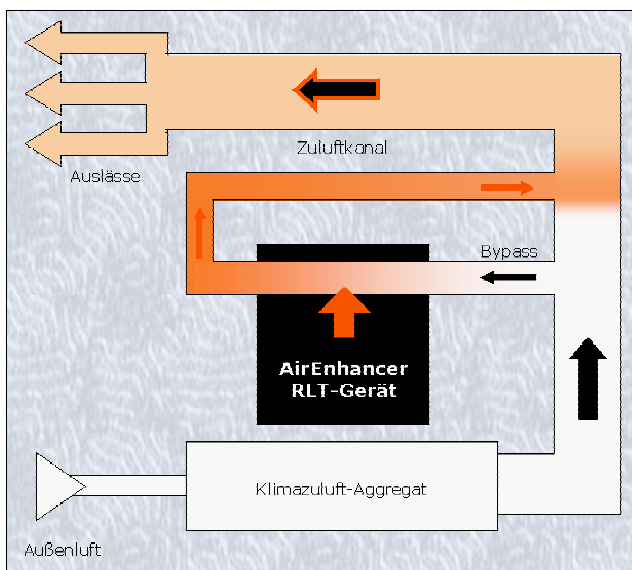 Zuluftkanal
Auslässe
Bypass
AirEnhancer
RLT-Gerät
Klimazuluft-Aggregat
Außenluft